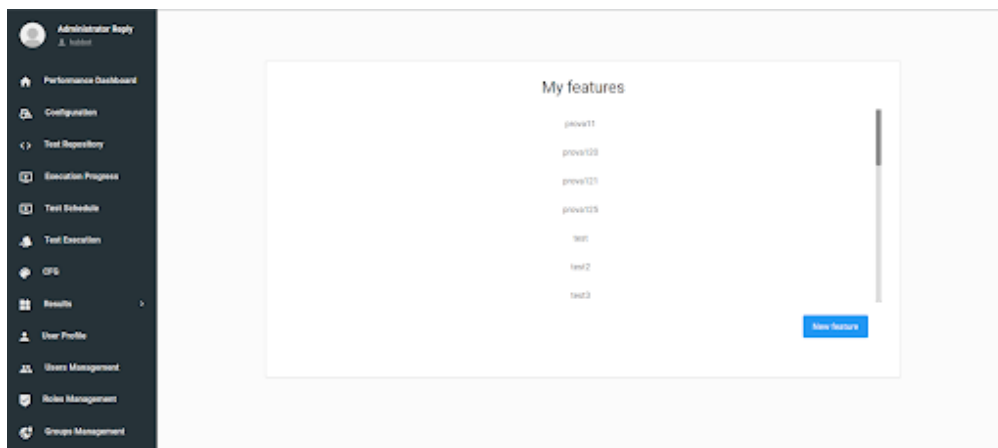 Administrator Reply
Performance Dashboard
Configuration
Test Repository
Execution Progress
Test Schedule
Test Execution
CFG
Results
User Profile
Users Management
Roles Management
Groups Management
My features
prova11
prova120
prova121
prova125
test
test2
test3
New feature